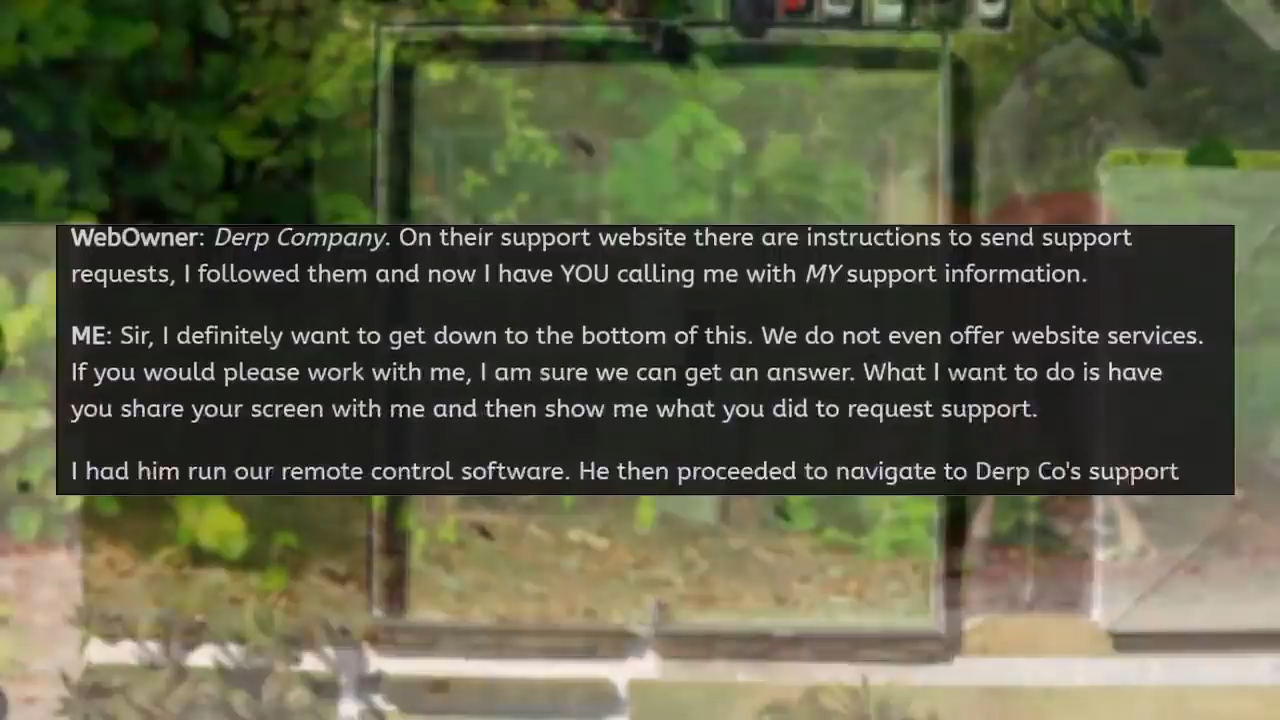 WebOwner: Derp Company. On their support website there are instructions to send support
requests, I followed them and now I have YOU calling me with MY support information.
ME: Sir, I definitely want to get down to the bottom of this. We do not even offer website services.
If you would please work with me, I am sure we can get an answer. What I want to do is have
you share your screen with me and then show me what you did to request support.
I had him run our remote control software. He then proceeded to navigate to Derp Co's support